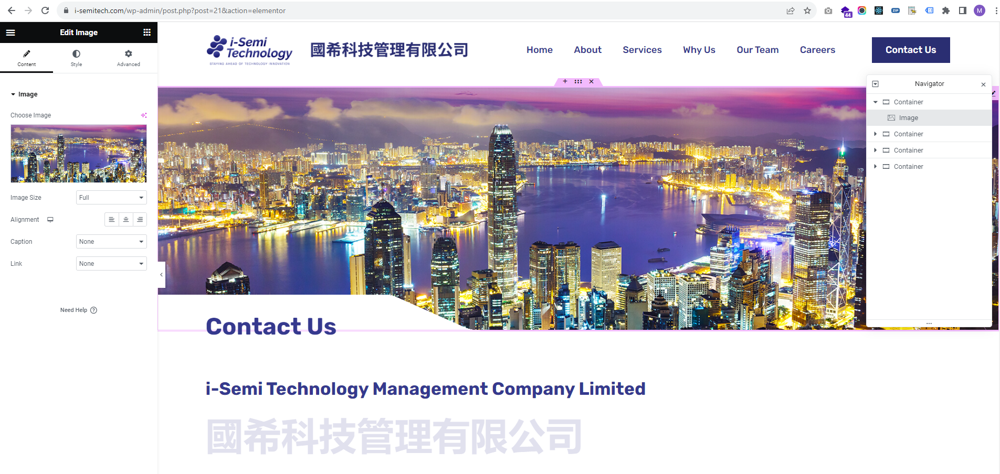 i-semitech.com/wp-admin/post.php?post=21&action=elementor
44
ZIP
M
Edit Image
Content
Style
Advanced
Image
Choose Image
Image Size
Full
Alignment
Caption
None
Link
None
Need Help ?
i-Semi
Technology
STAYING AHEAD OF TECHNOLOGY INNOVATION
國希科技管理有限公司
Home
About
Services
Why Us
Our Team
Careers
Contact Us
Navigator
Container
Image
Container
Container
Container
Contact Us
i-Semi Technology Management Company Limited
國希科技管理有限公司